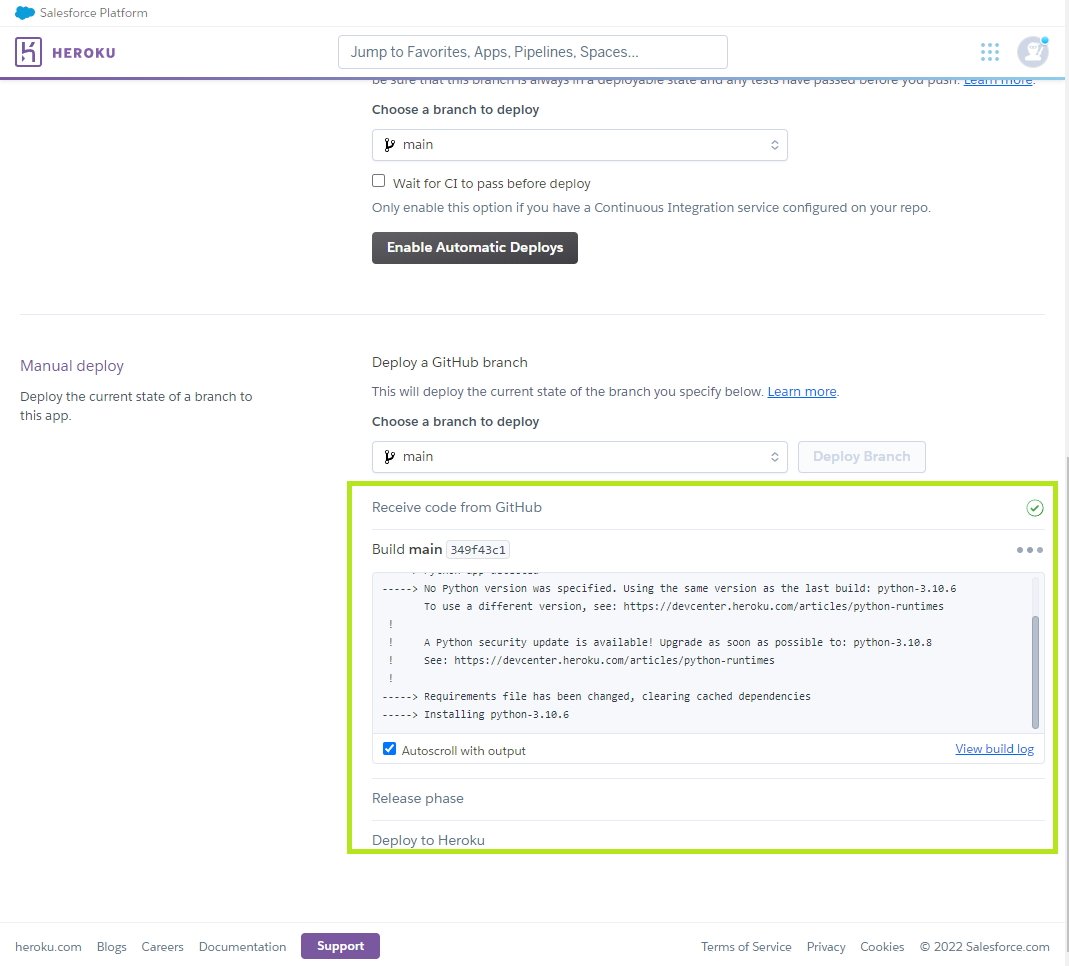 Salesforce Platform
HEROKU
Jump to Favorites, Apps, Pipelines, Spaces...
be sure that this branch is always in a deployable state and any tests have passed before you push. Learn more.
Choose a branch to deploy
main
Wait for CI to pass before deploy
Only enable this option if you have a Continuous Integration service configured on your repo.
Enable Automatic Deploys
Manual deploy
Deploy the current state of a branch to
this app.
Deploy a GitHub branch
This will deploy the current state of the branch you specify below. Learn more.
Choose a branch to deploy
main
Deploy Branch
Receive code from GitHub
Build main 349f43c1
-----> Python app detected
-----> No Python version was specified. Using the same version as the last build: python-3.10.6
To use a different version, see: https://devcenter.heroku.com/articles/python-runtimes
!
! A Python security update is available! Upgrade as soon as possible to: python-3.10.8
! See: https://devcenter.heroku.com/articles/python-runtimes
!
-----> Requirements file has been changed, clearing cached dependencies
-----> Installing python-3.10.6
Autoscroll with output
View build log
Release phase
Deploy to Heroku
heroku.com Blogs Careers Documentation Support
Terms of Service Privacy Cookies © 2022 Salesforce.com